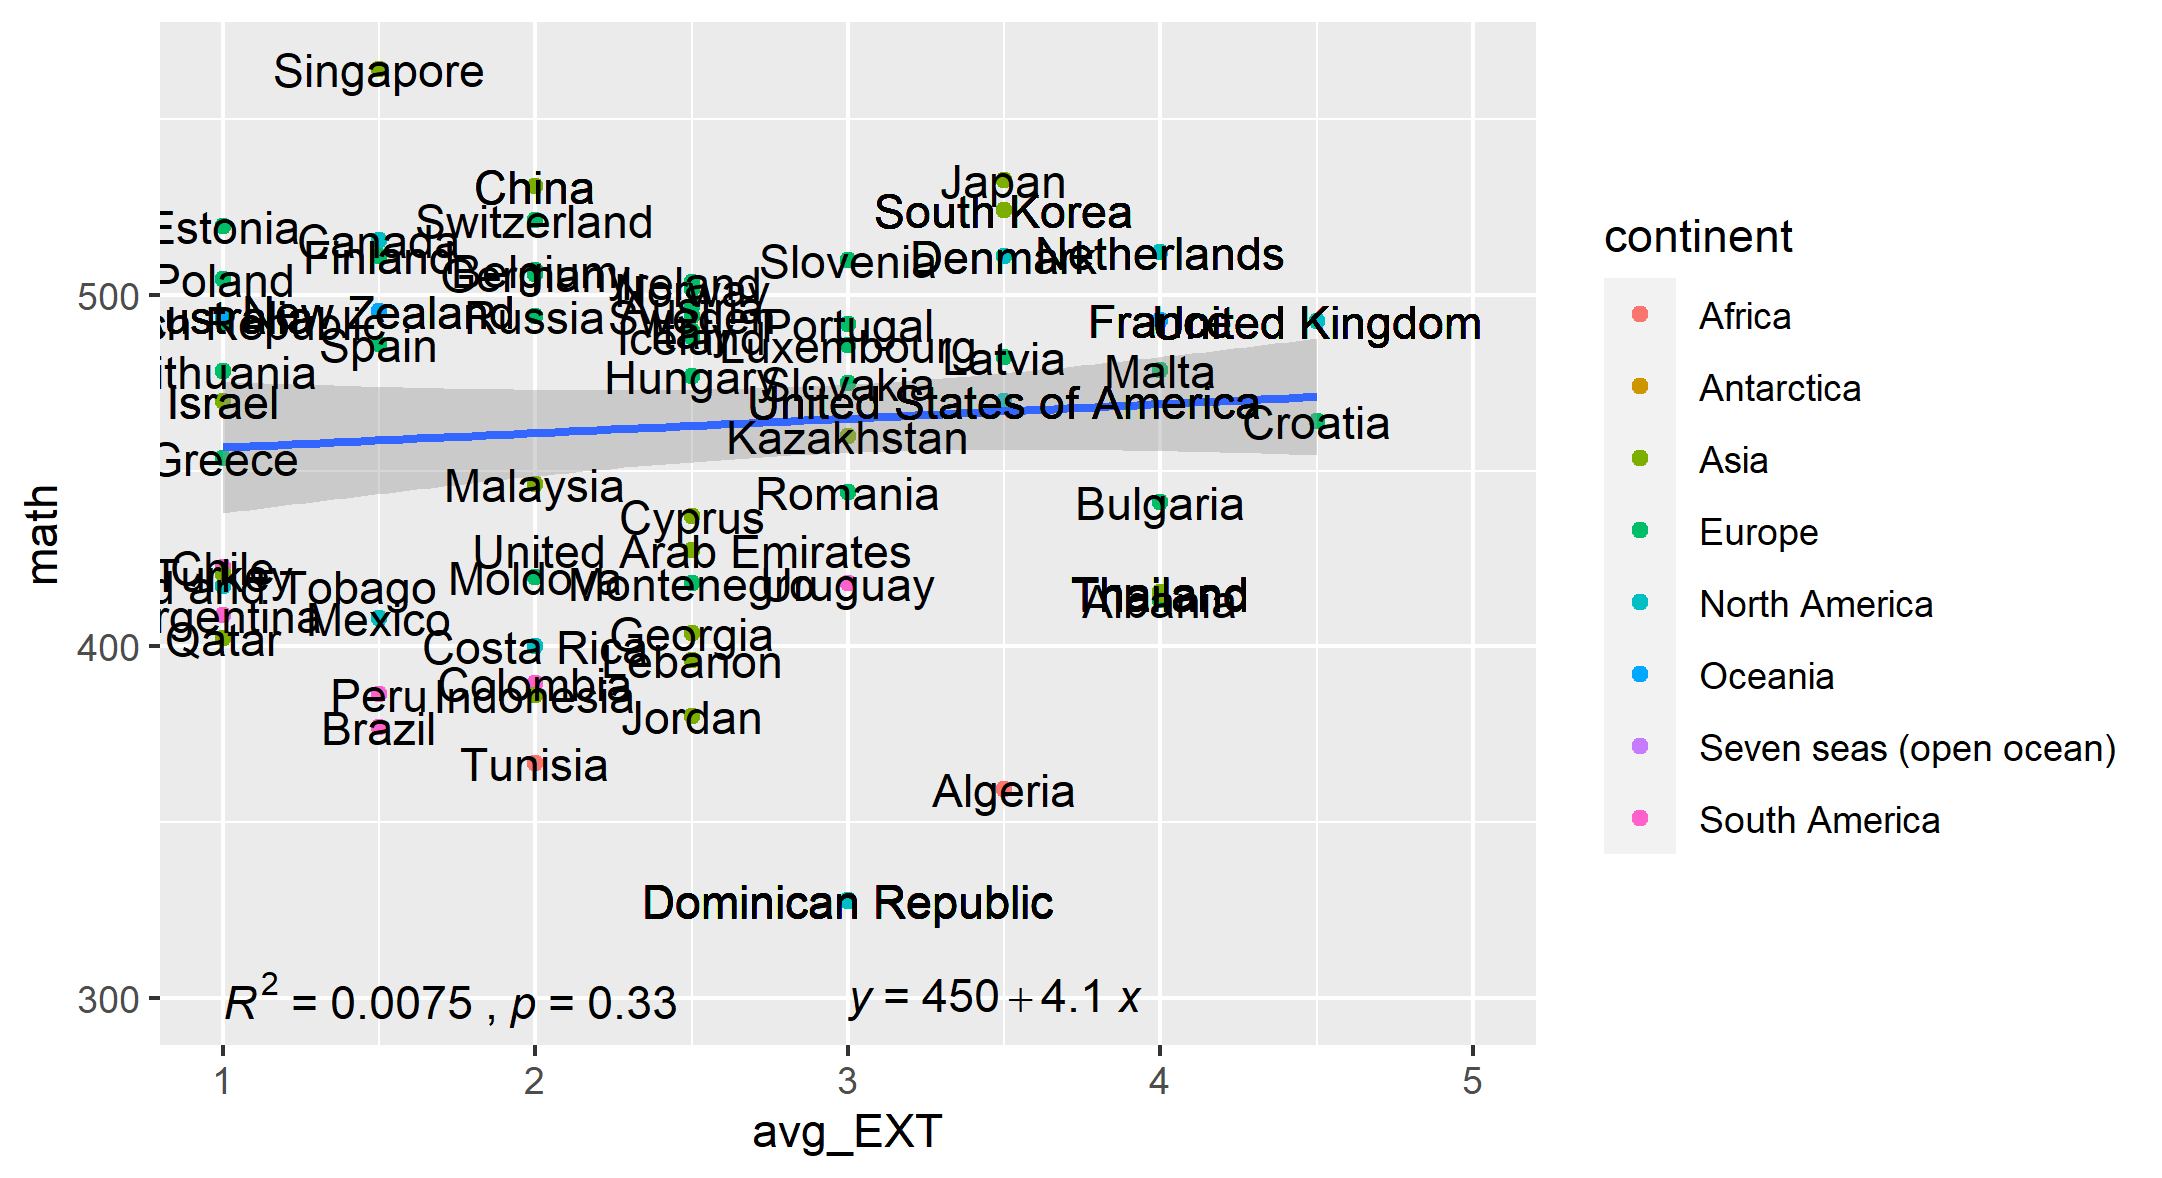 Singapore
China
Japan
Switzerland
South Korea
Estonia
Canada
Finland
Slovenia
Denmark
Netherlands
Poland
Belgium
Germany
Ireland
Norway
500
New Zealand
Russia
Sweden
Portugal
France
United Kingdom
Spain
Iceland
Luxembourg
Latvia
ithuania
Hungary
Slovakia
Malta
Israel
United States of America
Croatia
Greece
Kazakhstan
Malaysia
Romania
Bulgaria
Cyprus
United Arab Emirates
Chile
Turkey
Moldova
Montenegro
Uruguay
d and Tobago
Thailand
Albania
rgentina
Mexico
Qatar
Georgia
400
Costa Rica
Lebanon
Colombia
Peru
Indonesia
Brazil
Jordan
Tunisia
Algeria
Dominican Republic
300
R2 = 0.0075 , p = 0.33
y = 450+4.1 x
1 2 3 4 5
avg_EXT
math
continent
Africa
Antarctica
Asia
Europe
North America
Oceania
Seven seas (open ocean)
South America